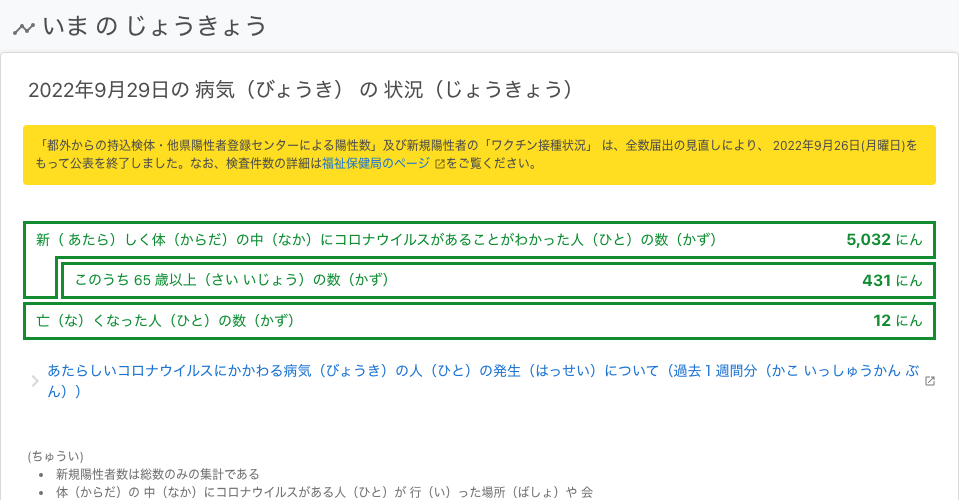 いま の じょうきょう
2022年9月29日の 病気（びょうき） の 状況（じょうきょう）
「都外からの持込検体・他県陽性者登録センターによる陽性数」及び新規陽性者の「ワクチン接種状況」 は、全数届出の見直しにより、 2022年9月26日(月曜日)を
もって公表を終了しました。なお、検査件数の詳細は福祉保健局のページ をご覧ください。
新（ あたら）しく体（からだ）の中（なか）にコロナウイルスがあることがわかった人（ひと）の数（かず） 5,032 にん
このうち 65 歳以上（さい いじょう）の数（かず） 431 にん
亡（な）くなった人（ひと）の数（かず） 12 にん
あたらしいコロナウイルスにかかわる病気（びょうき）の人（ひと）の発生（はっせい）について（過去１週間分（かこ いっしゅうかん ぶ
ん））
(ちゅうい)
• 新規陽性者数は総数のみの集計である
• 体（からだ）の 中（なか）にコロナウイルスがある人（ひと）が 行（い）った場所（ばしょ）や 会